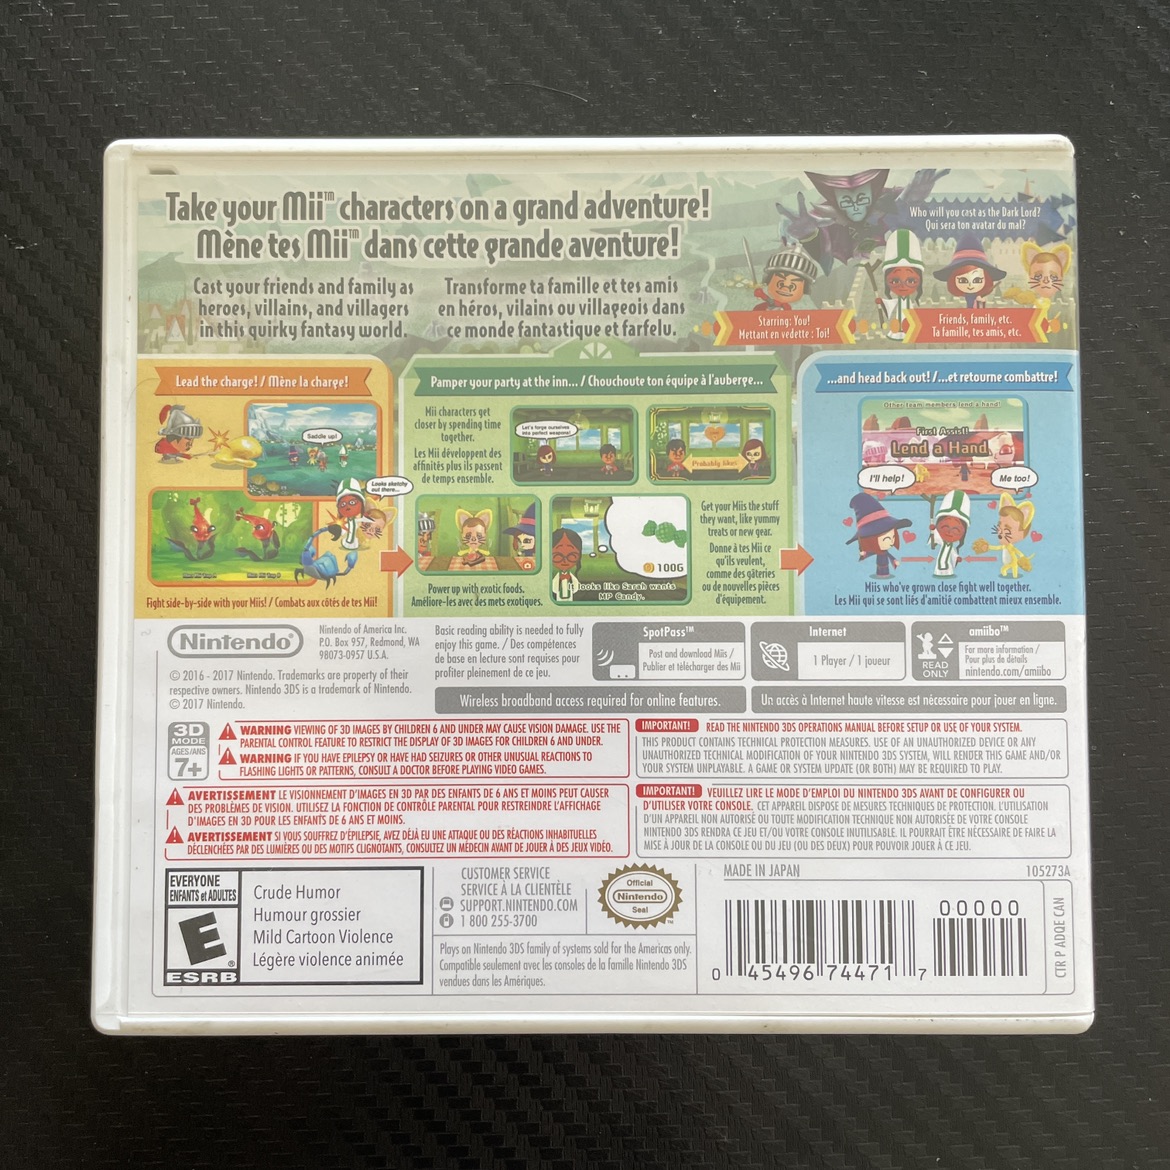 Take your Mii™ characters on a grand adventure!
Mène tes Mii™ dans cette grande aventure!
Cast your friends and family as
heroes, villains, and villagers
in this quirky fantasy world.
Transforme ta famille et tes amis
en héros, vilains ou villageois dans
ce monde fantastique et farfelu.
Who will you cast as the Dark Lord?
Qui sera ton avatar du mal?
Starring: You!
Mettant en vedette : Toi!
Friends, family, etc.
Ta famille, tes amis, etc.
Lead the charge! / Mène la charge!
Saddle up!
Looks sketchy
out there...
Fight side-by-side with your Miis! / Combats aux côtés de tes Mii!
Pamper your party at the inn... / Chouchoute ton équipe à l'auberge...
Mii characters get
closer by spending time
together.
Les Mii développent des
affinités plus ils passent
de temps ensemble.
Let's forge ourselves
some perfect weapons!
Probably likes
Power up with exotic foods.
Améliore-les avec des mets exotiques.
100G
Looks like Sarah wants
MP Candy.
Get your Miis the stuff
they want, like yummy
treats or new gear.
Donne à tes Mii ce
qu'ils veulent,
comme des gâteries
ou de nouvelles pièces
d'équipement.
...and head back out! /...et retourne combattre!
Other team members lend a hand!
First Assist!
Lend a Hand
I'll help!
Me too!
Miis who've grown close fight well together.
Les Mii qui se sont liés d'amitié combattent mieux ensemble.
Nintendo®
Nintendo of America Inc.
P.O. Box 957, Redmond, WA
98073-0957 U.S.A.
© 2016 - 2017 Nintendo. Trademarks are property of their
respective owners. Nintendo 3DS is a trademark of Nintendo.
© 2017 Nintendo.
Basic reading ability is needed to fully
enjoy this game. / Des compétences
de base en lecture sont requises pour
profiter pleinement de ce jeu.
SpotPass™
Post and download Miis /
Publier et télécharger des Mii
Internet
1 Player / 1 joueur
amiibo™
READ
ONLY
For more information /
Pour plus de détails
nintendo.com/amiibo
Wireless broadband access required for online features.
Un accès à Internet haute vitesse est nécessaire pour jouer en ligne.
3D
MODE
AGES/ANS
7+
WARNING VIEWING OF 3D IMAGES BY CHILDREN 6 AND UNDER MAY CAUSE VISION DAMAGE. USE THE
PARENTAL CONTROL FEATURE TO RESTRICT THE DISPLAY OF 3D IMAGES FOR CHILDREN 6 AND UNDER.
WARNING IF YOU HAVE EPILEPSY OR HAVE HAD SEIZURES OR OTHER UNUSUAL REACTIONS TO
FLASHING LIGHTS OR PATTERNS, CONSULT A DOCTOR BEFORE PLAYING VIDEO GAMES.
AVERTISSEMENT LE VISIONNEMENT D'IMAGES EN 3D PAR DES ENFANTS DE 6 ANS ET MOINS PEUT CAUSER
DES PROBLÈMES DE VISION. UTILISEZ LA FONCTION DE CONTRÔLE PARENTAL POUR RESTREINDRE L'AFFICHAGE
D'IMAGES EN 3D POUR LES ENFANTS DE 6 ANS ET MOINS.
AVERTISSEMENT SI VOUS SOUFFREZ D'ÉPILEPSIE, AVEZ DÉJÀ EU UNE ATTAQUE OU DES RÉACTIONS INHABITUELLES
DÉCLENCHÉES PAR DES LUMIÈRES OU DES MOTIFS CLIGNOTANTS, CONSULTEZ UN MÉDECIN AVANT DE JOUER À DES JEUX VIDÉO.
IMPORTANT! READ THE NINTENDO 3DS OPERATIONS MANUAL BEFORE SETUP OR USE OF YOUR SYSTEM.
THIS PRODUCT CONTAINS TECHNICAL PROTECTION MEASURES. USE OF AN UNAUTHORIZED DEVICE OR ANY
UNAUTHORIZED TECHNICAL MODIFICATION OF YOUR NINTENDO 3DS SYSTEM, WILL RENDER THIS GAME AND/OR
YOUR SYSTEM UNPLAYABLE. A GAME OR SYSTEM UPDATE (OR BOTH) MAY BE REQUIRED TO PLAY.
IMPORTANT! VEUILLEZ LIRE LE MODE D'EMPLOI DU NINTENDO 3DS AVANT DE CONFIGURER OU
D'UTILISER VOTRE CONSOLE. CET APPAREIL DISPOSE DE MESURES TECHNIQUES DE PROTECTION. L'UTILISATION
D'UN APPAREIL NON AUTORISÉ OU TOUTE MODIFICATION TECHNIQUE NON AUTORISÉE DE VOTRE CONSOLE
NINTENDO 3DS RENDRA CE JEU ET/OU VOTRE CONSOLE INUTILISABLE. IL POURRAIT ÊTRE NÉCESSAIRE DE FAIRE LA
MISE À JOUR DE LA CONSOLE OU DU JEU (OU DES DEUX) POUR POUVOIR JOUER À CE JEU.
EVERYONE
ENFANTS et ADULTES
E
®
ESRB
Crude Humor
Humour grossier
Mild Cartoon Violence
Légère violence animée
CUSTOMER SERVICE
SERVICE À LA CLIENTÈLE
SUPPORT.NINTENDO.COM
1 800 255-3700
Official
Nintendo
Seal
™
Plays on Nintendo 3DS family of systems sold for the Americas only.
Compatible seulement avec les consoles de la famille Nintendo 3DS
vendues dans les Amériques.
MADE IN JAPAN
105273A
0 45496 74471 7
00000
CTR P ADQE CAN